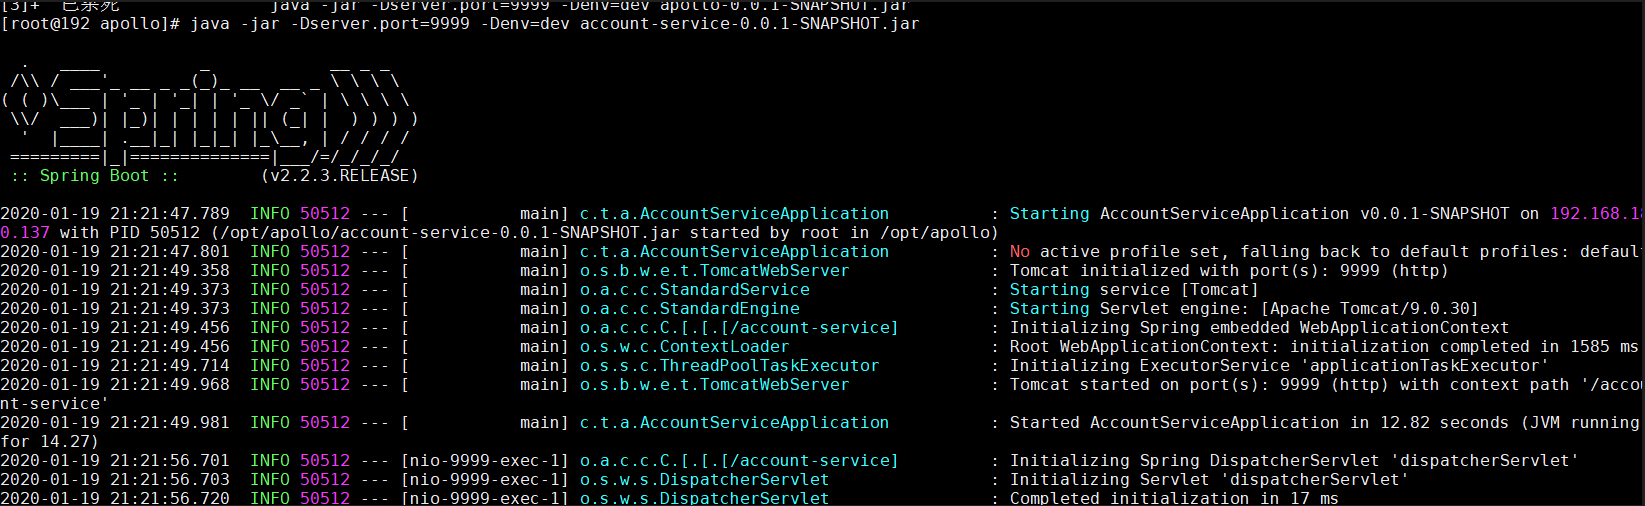 [3]+  已杀死               java -jar -Dserver.port=9999 -Denv=dev apollo-0.0.1-SNAPSHOT.jar
[root@192 apollo]# java -jar -Dserver.port=9999 -Denv=dev account-service-0.0.1-SNAPSHOT.jar
  .   ____          _            __ _ _
 /\\ / ___'_ __ _ _(_)_ __  __ _ \ \ \ \
( ( )\___ | '_ | '_| | '_ \/ _` | \ \ \ \
 \\/  ___)| |_)| | | | | || (_| |  ) ) ) )
  '  |____| .__|_| |_|_| |_\__, | / / / /
 =========|_|==============|___/=/_/_/_/
 :: Spring Boot ::        (v2.2.3.RELEASE)
2020-01-19 21:21:47.789  INFO 50512 --- [           main] c.t.a.AccountServiceApplication          : Starting AccountServiceApplication v0.0.1-SNAPSHOT on 192.168.18
0.137 with PID 50512 (/opt/apollo/account-service-0.0.1-SNAPSHOT.jar started by root in /opt/apollo)
2020-01-19 21:21:47.801  INFO 50512 --- [           main] c.t.a.AccountServiceApplication          : No active profile set, falling back to default profiles: default
2020-01-19 21:21:49.358  INFO 50512 --- [           main] o.s.b.w.e.t.TomcatWebServer              : Tomcat initialized with port(s): 9999 (http)
2020-01-19 21:21:49.373  INFO 50512 --- [           main] o.a.c.c.StandardService                  : Starting service [Tomcat]
2020-01-19 21:21:49.373  INFO 50512 --- [           main] o.a.c.c.StandardEngine                   : Starting Servlet engine: [Apache Tomcat/9.0.30]
2020-01-19 21:21:49.456  INFO 50512 --- [           main] o.a.c.c.C.[.[.[/account-service]         : Initializing Spring embedded WebApplicationContext
2020-01-19 21:21:49.456  INFO 50512 --- [           main] o.s.w.c.ContextLoader                    : Root WebApplicationContext: initialization completed in 1585 ms
2020-01-19 21:21:49.714  INFO 50512 --- [           main] o.s.s.c.ThreadPoolTaskExecutor           : Initializing ExecutorService 'applicationTaskExecutor'
2020-01-19 21:21:49.968  INFO 50512 --- [           main] o.s.b.w.e.t.TomcatWebServer              : Tomcat started on port(s): 9999 (http) with context path '/accou
nt-service'
2020-01-19 21:21:49.981  INFO 50512 --- [           main] c.t.a.AccountServiceApplication          : Started AccountServiceApplication in 12.82 seconds (JVM running
for 14.27)
2020-01-19 21:21:56.701  INFO 50512 --- [nio-9999-exec-1] o.a.c.c.C.[.[.[/account-service]         : Initializing Spring DispatcherServlet 'dispatcherServlet'
2020-01-19 21:21:56.703  INFO 50512 --- [nio-9999-exec-1] o.s.w.s.DispatcherServlet                : Initializing Servlet 'dispatcherServlet'
2020-01-19 21:21:56.720  INFO 50512 --- [nio-9999-exec-1] o.s.w.s.DispatcherServlet                : Completed initialization in 17 ms